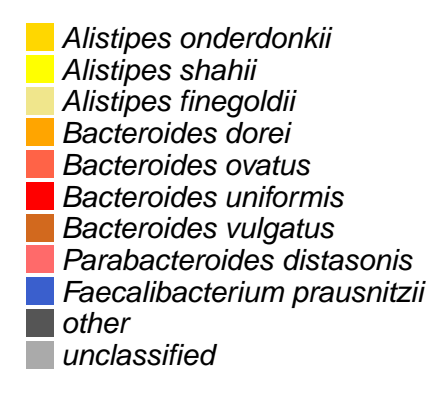 Alistipes onderdonkii
Alistipes shahii
Alistipes finegoldii
Bacteroides dorei
Bacteroides ovatus
Bacteroides uniformis
Bacteroides vulgatus
Parabacteroides distasonis
Faecalibacterium prausnitzii
other
unclassified